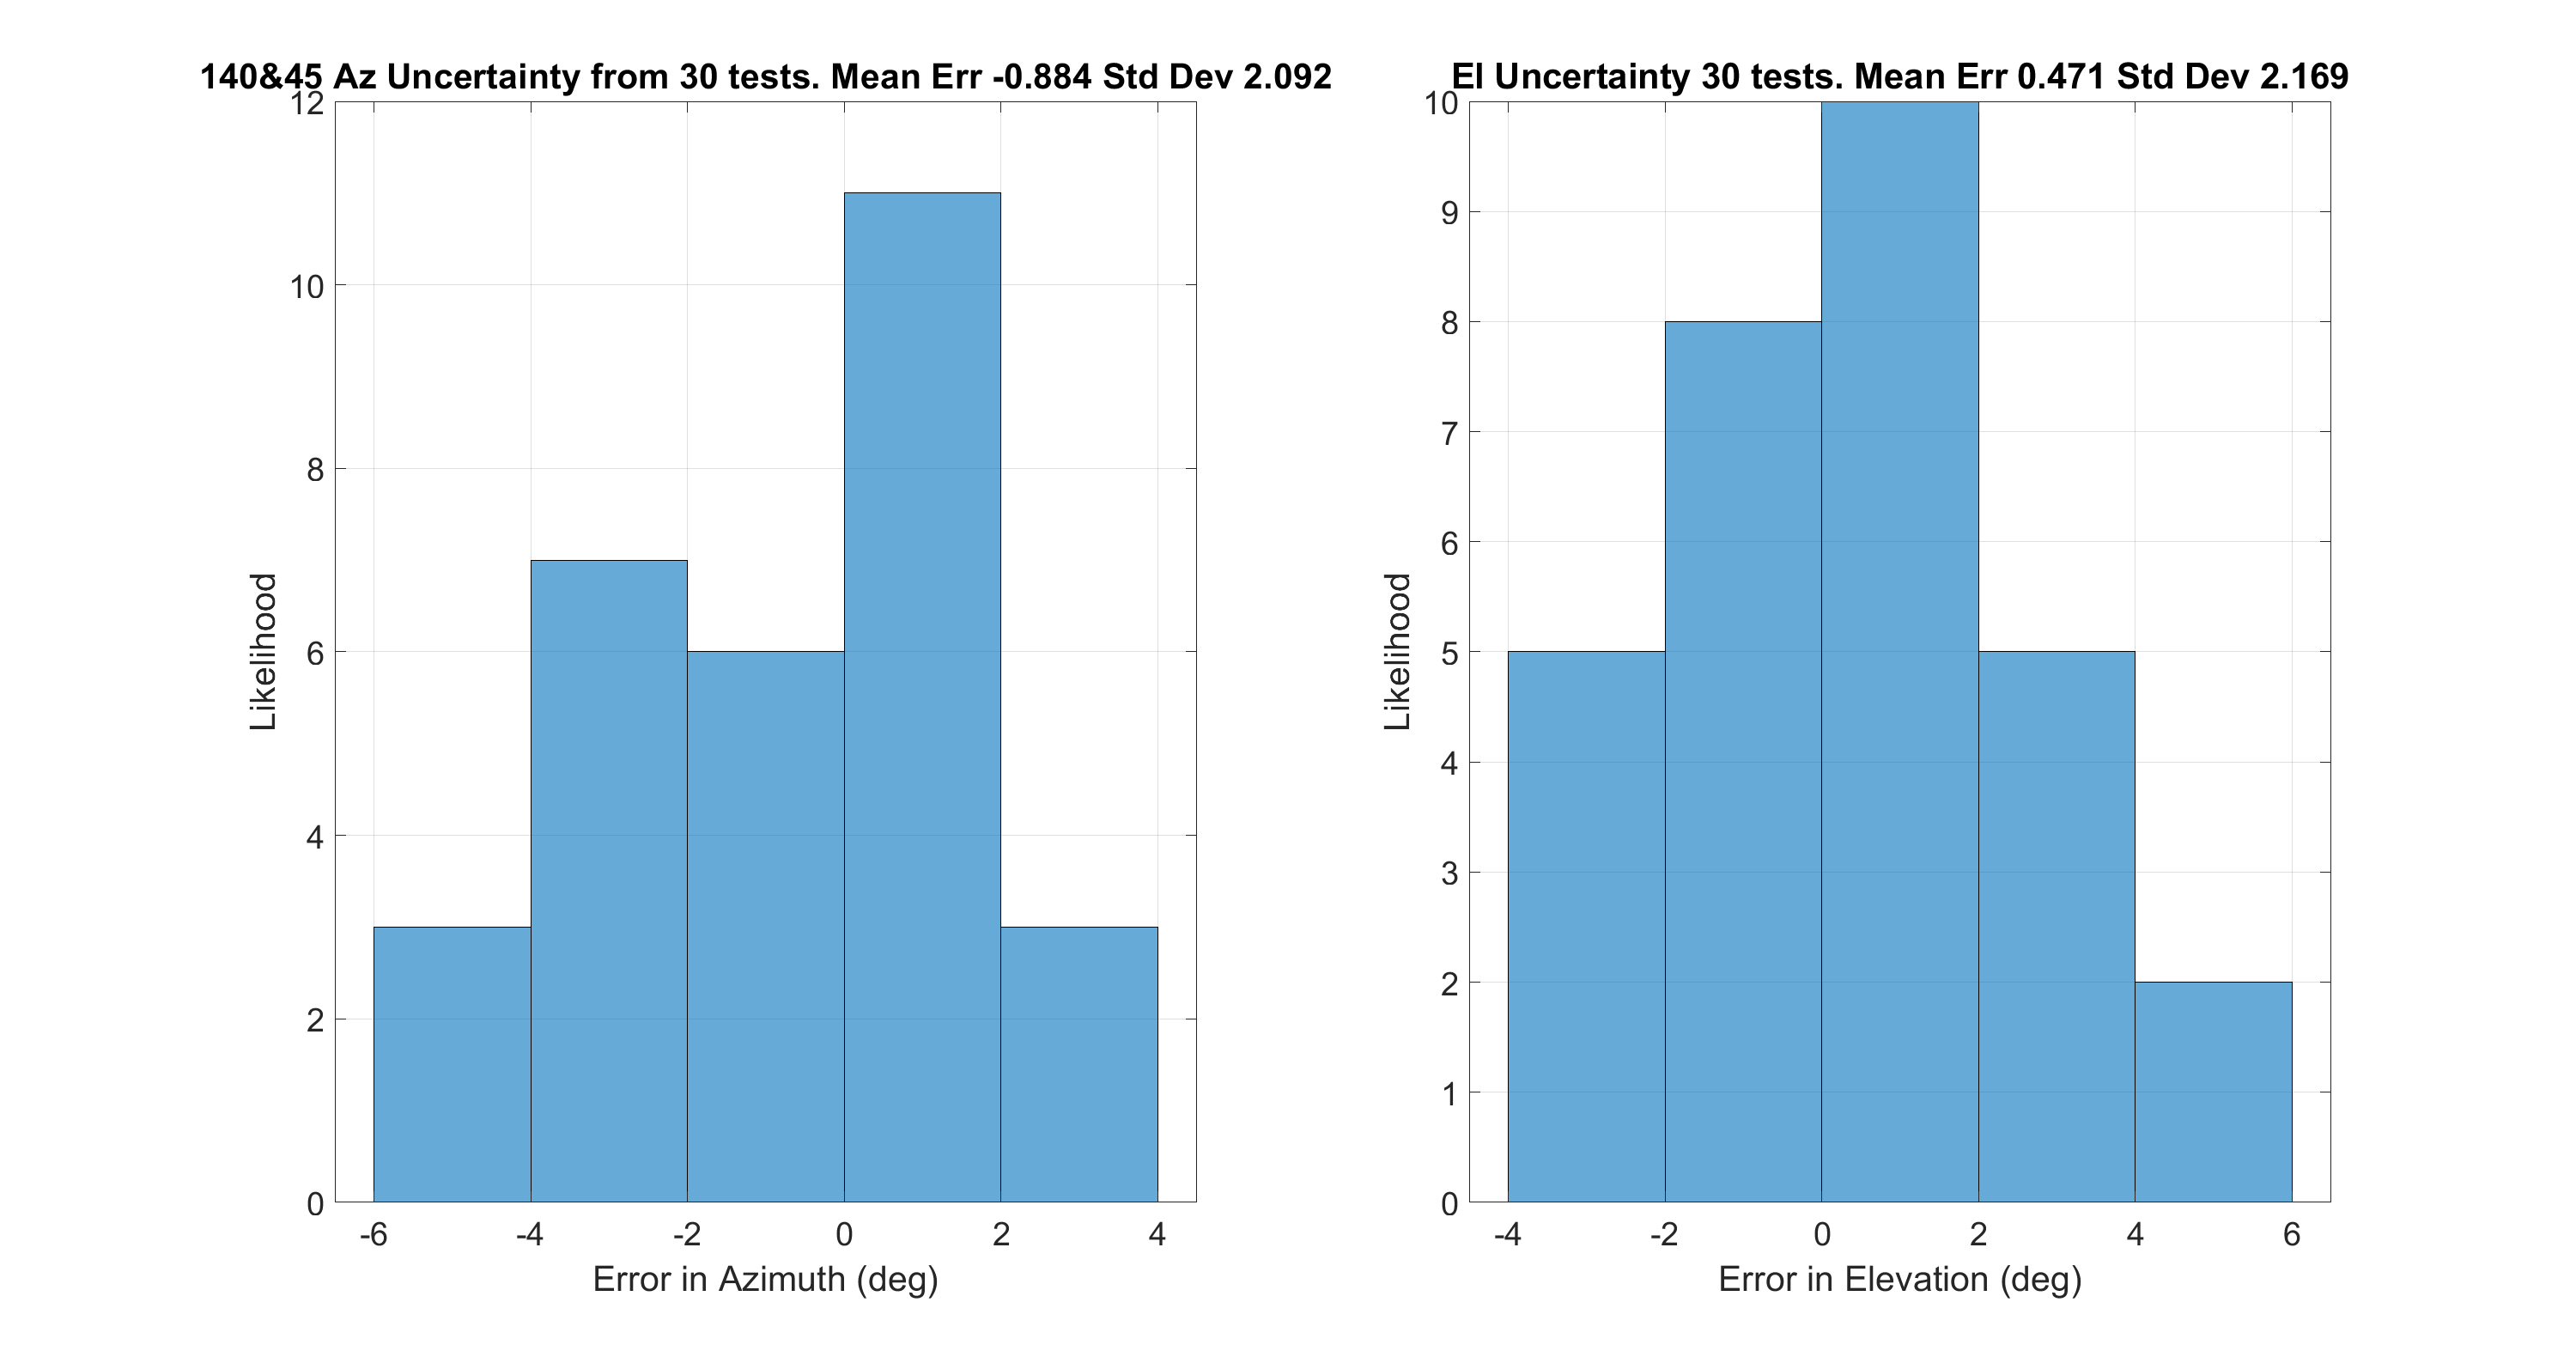 140&45 Az Uncertainty from 30 tests. Mean Err -0.884 Std Dev 2.092
12
10
8
6
4
2
0
Likelihood
-6 -4 -2 0 2 4
Error in Azimuth (deg)
El Uncertainty 30 tests. Mean Err 0.471 Std Dev 2.169
10
9
8
7
6
5
4
3
2
1
0
Likelihood
-4 -2 0 2 4 6
Error in Elevation (deg)